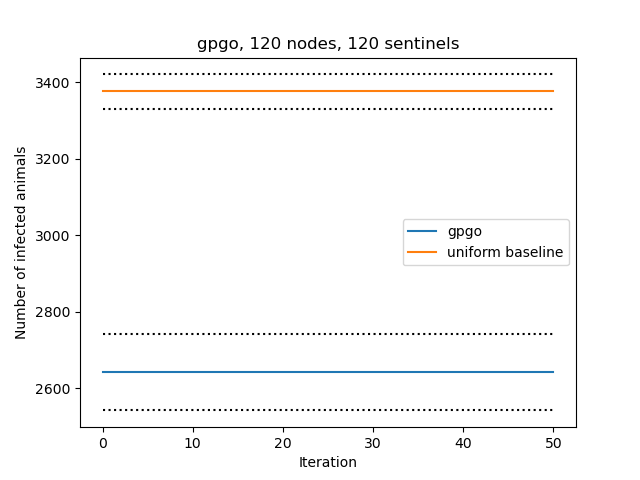 gpgo, 120 nodes, 120 sentinels
Number of infected animals
3400
3200
3000
2800
2600
gpgo
uniform baseline
0 10 20 30 40 50
Iteration